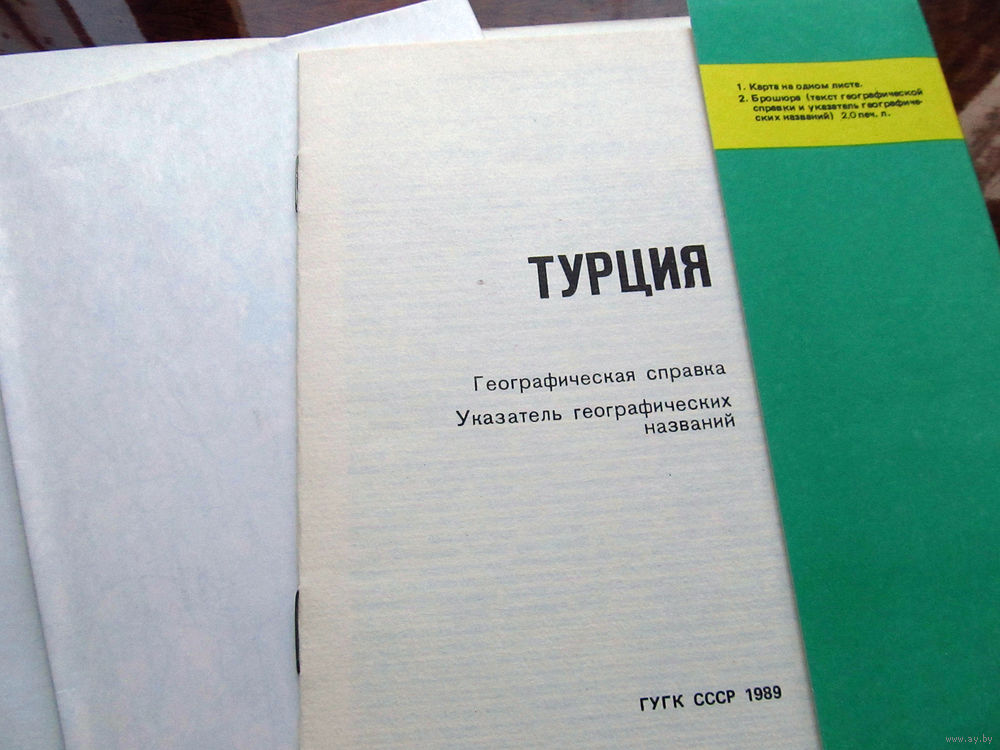 1. Карта на одном листе.
2. Брошюра (текст географической
справки и указатель географиче-
ских названий) 2,0 печ. л.
ТУРЦИЯ
Географическая справка
Указатель географических
названий
ГУГК СССР 1989
www.ay.by